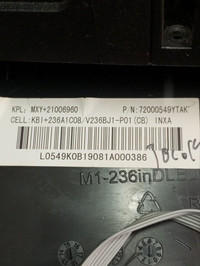 KPL: MXY+21006960 P/N:72000549YTAK
CELL:KBI+236A1C08/V236BJ1-P01(CB) INXA
L0549K0B19081A000386
M1-236inDLE